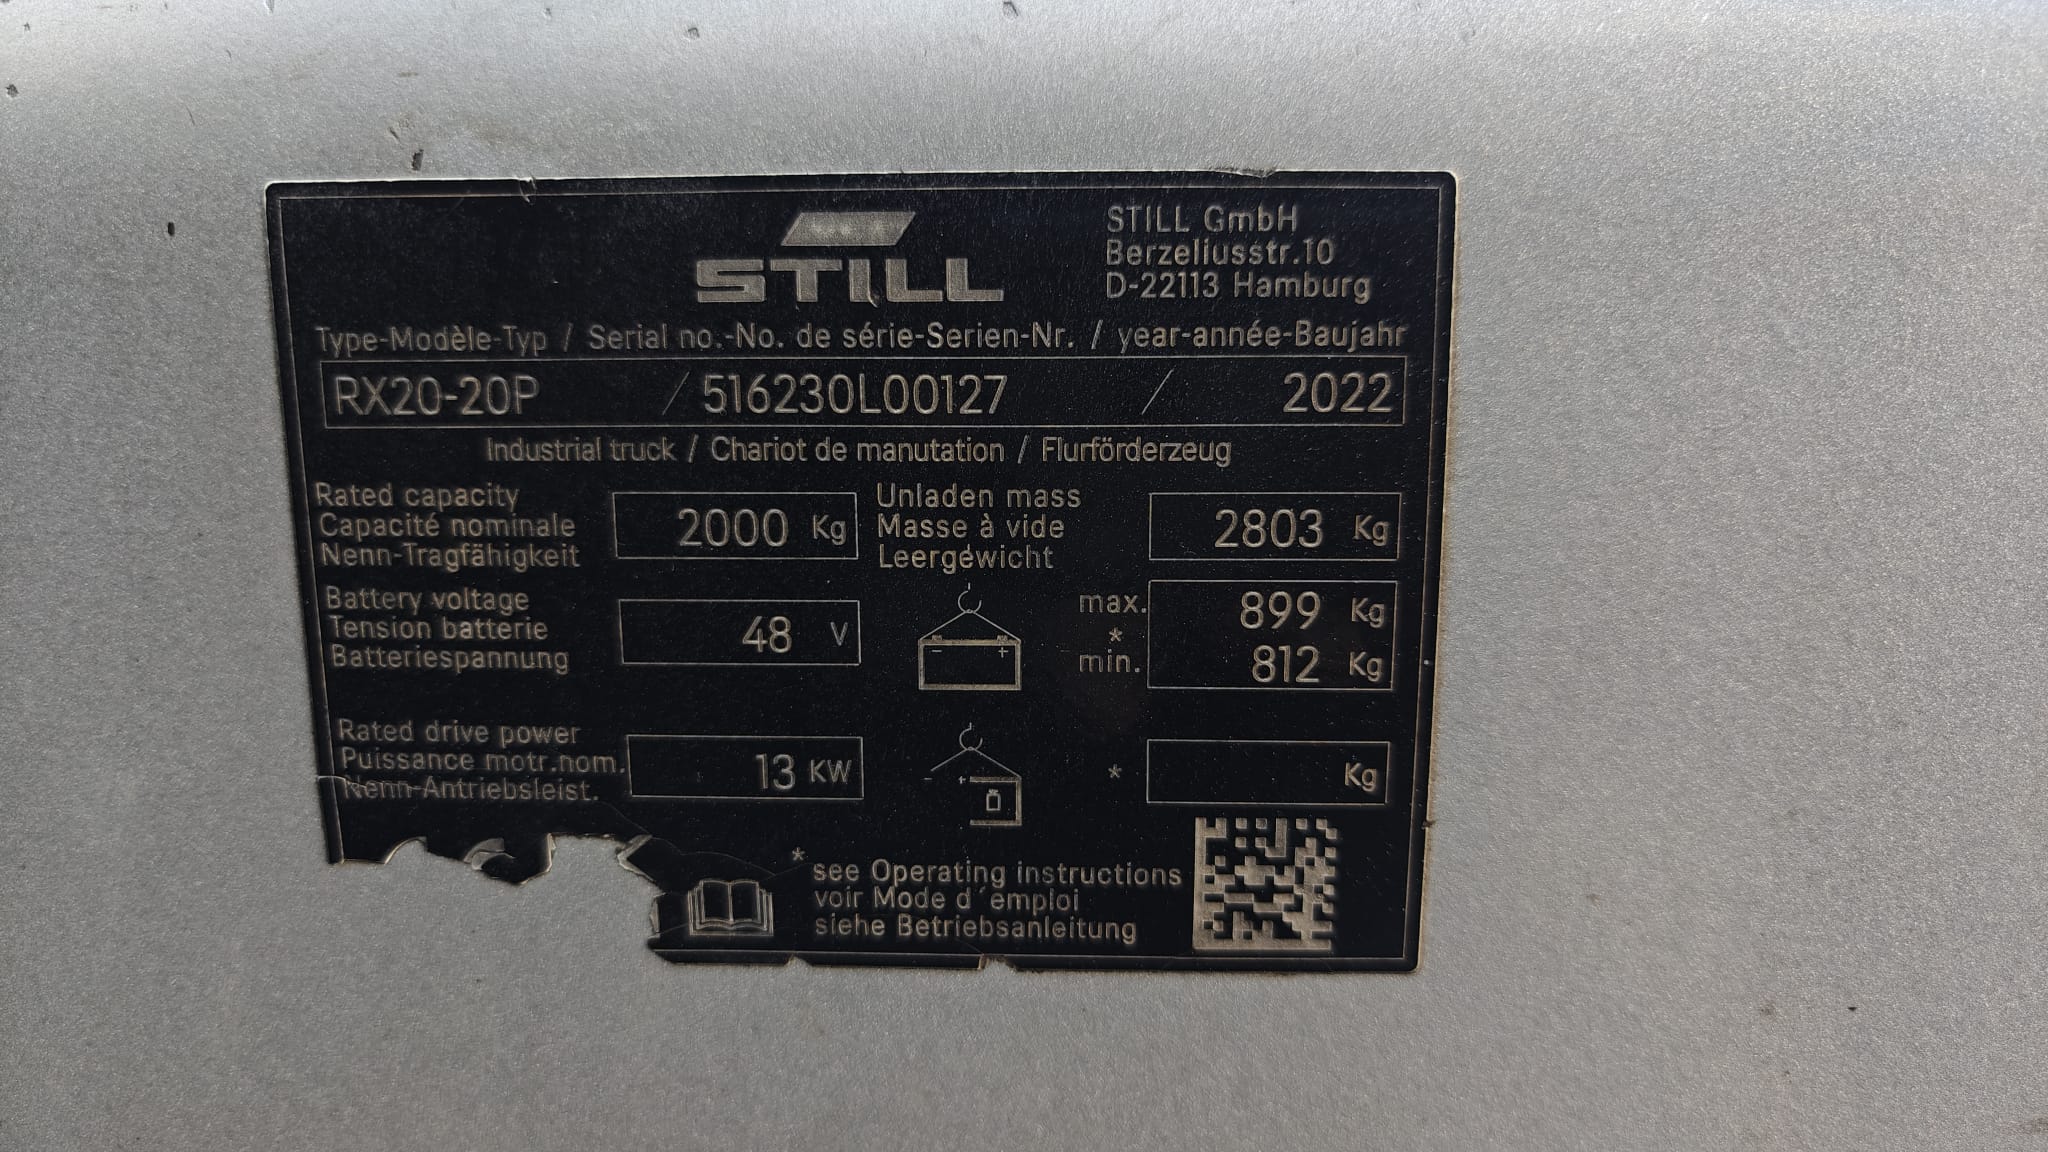 STILL
STILL GmbH
Berzeliusstr.10
D-22113 Hamburg
Type-Modèle-Typ / Serial no.-No. de série-Serien-Nr. / year-année-Baujahr
RX20-20P / 516230L00127 / 2022
Industrial truck / Chariot de manutation / Flurförderzeug
Rated capacity
Capacité nominale
Nenn-Tragfähigkeit
2000 Kg
Unladen mass
Masse à vide
Leergewicht
2803 Kg
Battery voltage
Tension batterie
Batteriespannung
48 V
- +
max. 899 Kg
*
min. 812 Kg
Rated drive power
Puissance motr.nom.
Nenn-Antriebsleist.
13 KW
- +
* Kg
* see Operating instructions
voir Mode d'emploi
siehe Betriebsanleitung